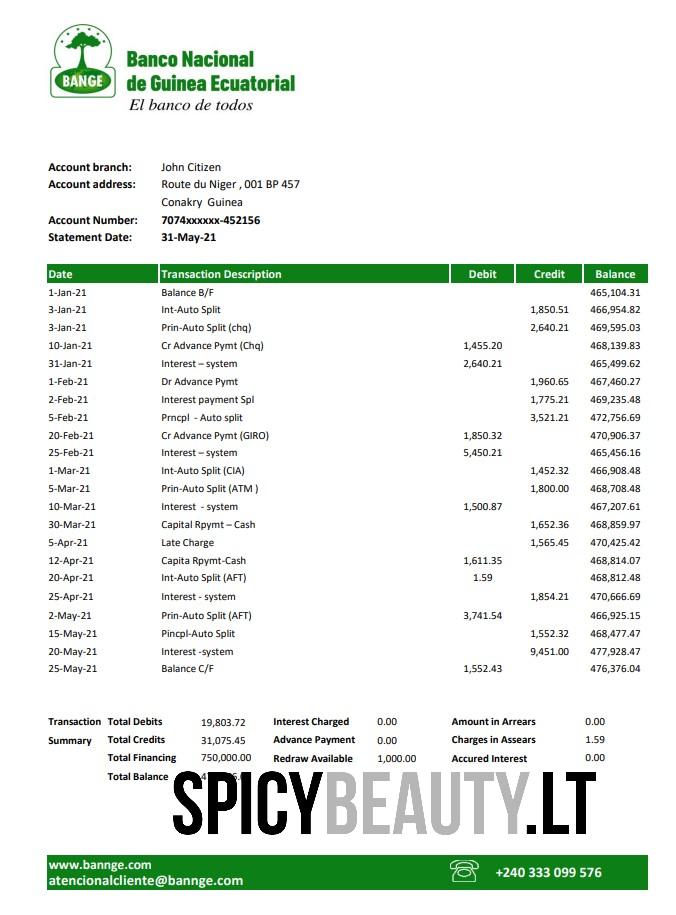 BANGE
Banco Nacional
de Guinea Ecuatorial
El banco de todos
Account branch: John Citizen
Account address: Route du Niger , 001 BP 457
Conakry Guinea
Account Number: 7074xxxxxx-452156
Statement Date: 31-May-21
Date Transaction Description Debit Credit Balance
1-Jan-21 Balance B/F 465,104.31
3-Jan-21 Int-Auto Split 1,850.51 466,954.82
3-Jan-21 Prin-Auto Split (chq) 2,640.21 469,595.03
10-Jan-21 Cr Advance Pymt (Chq) 1,455.20 468,139.83
31-Jan-21 Interest – system 2,640.21 465,499.62
1-Feb-21 Dr Advance Pymt 1,960.65 467,460.27
2-Feb-21 Interest payment Spl 1,775.21 469,235.48
5-Feb-21 Prncpl - Auto split 3,521.21 472,756.69
20-Feb-21 Cr Advance Pymt (GIRO) 1,850.32 470,906.37
25-Feb-21 Interest – system 5,450.21 465,456.16
1-Mar-21 Int-Auto Split (CIA) 1,452.32 466,908.48
5-Mar-21 Prin-Auto Split (ATM ) 1,800.00 468,708.48
10-Mar-21 Interest - system 1,500.87 467,207.61
30-Mar-21 Capital Rpymt – Cash 1,652.36 468,859.97
5-Apr-21 Late Charge 1,565.45 470,425.42
12-Apr-21 Capita Rpymt-Cash 1,611.35 468,814.07
20-Apr-21 Int-Auto Split (AFT) 1.59 468,812.48
25-Apr-21 Interest - system 1,854.21 470,666.69
2-May-21 Prin-Auto Split (AFT) 3,741.54 466,925.15
15-May-21 Pincpl-Auto Split 1,552.32 468,477.47
20-May-21 Interest -system 9,451.00 477,928.47
25-May-21 Balance C/F 1,552.43 476,376.04
Transaction Total Debits 19,803.72 Interest Charged 0.00 Amount in Arrears 0.00
Summary Total Credits 31,075.45 Advance Payment 0.00 Charges in Assears 1.59
Total Financing 750,000.00 Redraw Available 1,000.00 Accured Interest 0.00
Total Balance
SPICYBEAUTY.LT
www.bannge.com
atencionalcliente@bannge.com +240 333 099 576